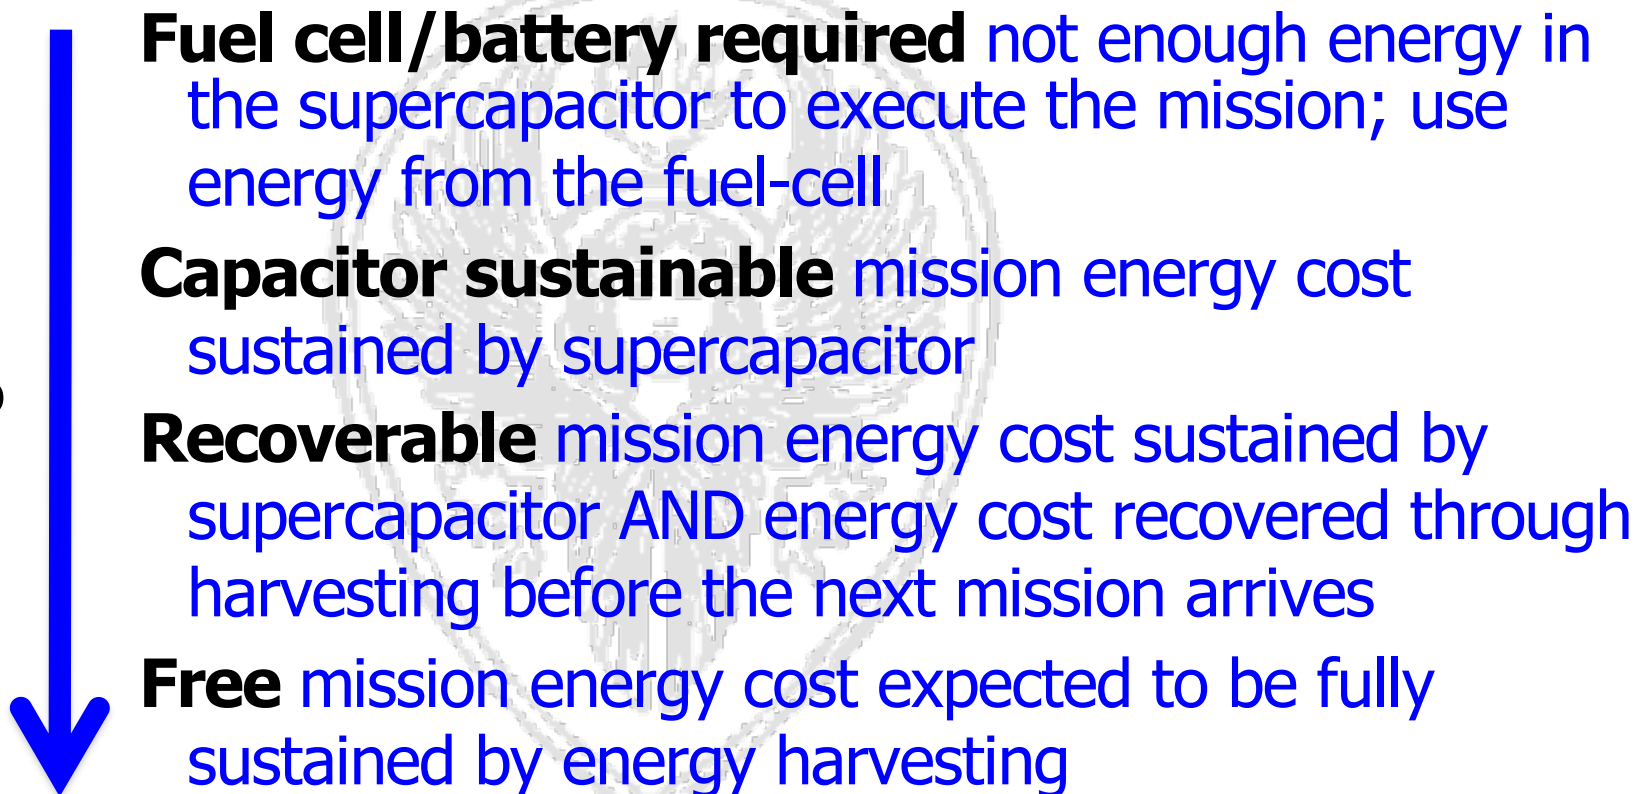 Fuel cell/battery required not enough energy in
the supercapacitor to execute the mission; use
energy from the fuel-cell
Capacitor sustainable mission energy cost
sustained by supercapacitor
Recoverable mission energy cost sustained by
supercapacitor AND energy cost recovered through
harvesting before the next mission arrives
Free mission energy cost expected to be fully
sustained by energy harvesting